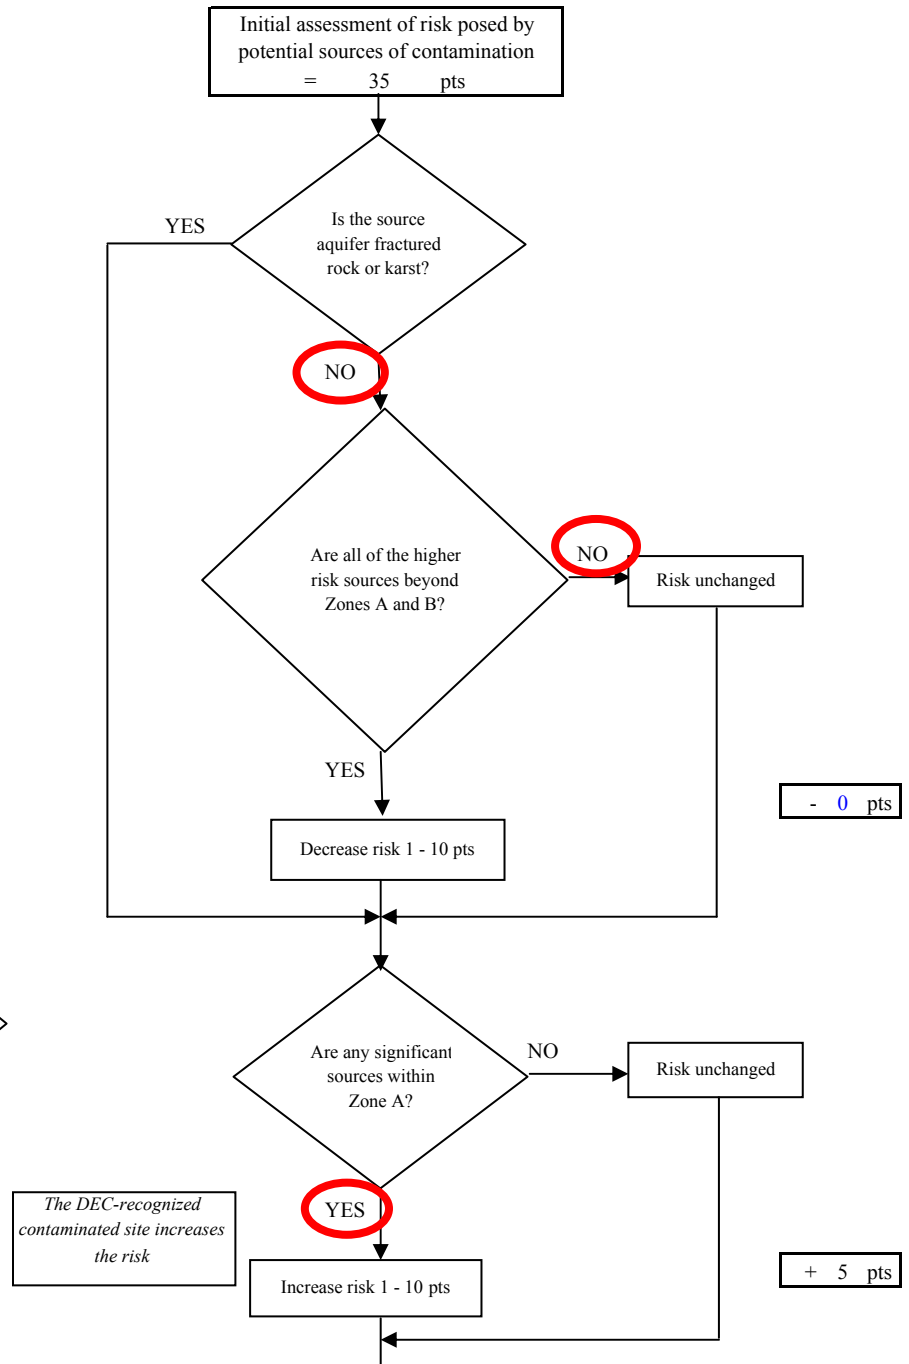 Initial assessment of risk posed by
potential sources of contamination
= 35 pts
YES
Is the source
aquifer fractured
rock or karst?
NO
Are all of the higher
risk sources beyond
Zones A and B?
NO
Risk unchanged
YES
- 0 pts
Decrease risk 1 - 10 pts
Are any significant
sources within
Zone A?
NO
Risk unchanged
The DEC-recognized
contaminated site increases
the risk
YES
+ 5 pts
Increase risk 1 - 10 pts